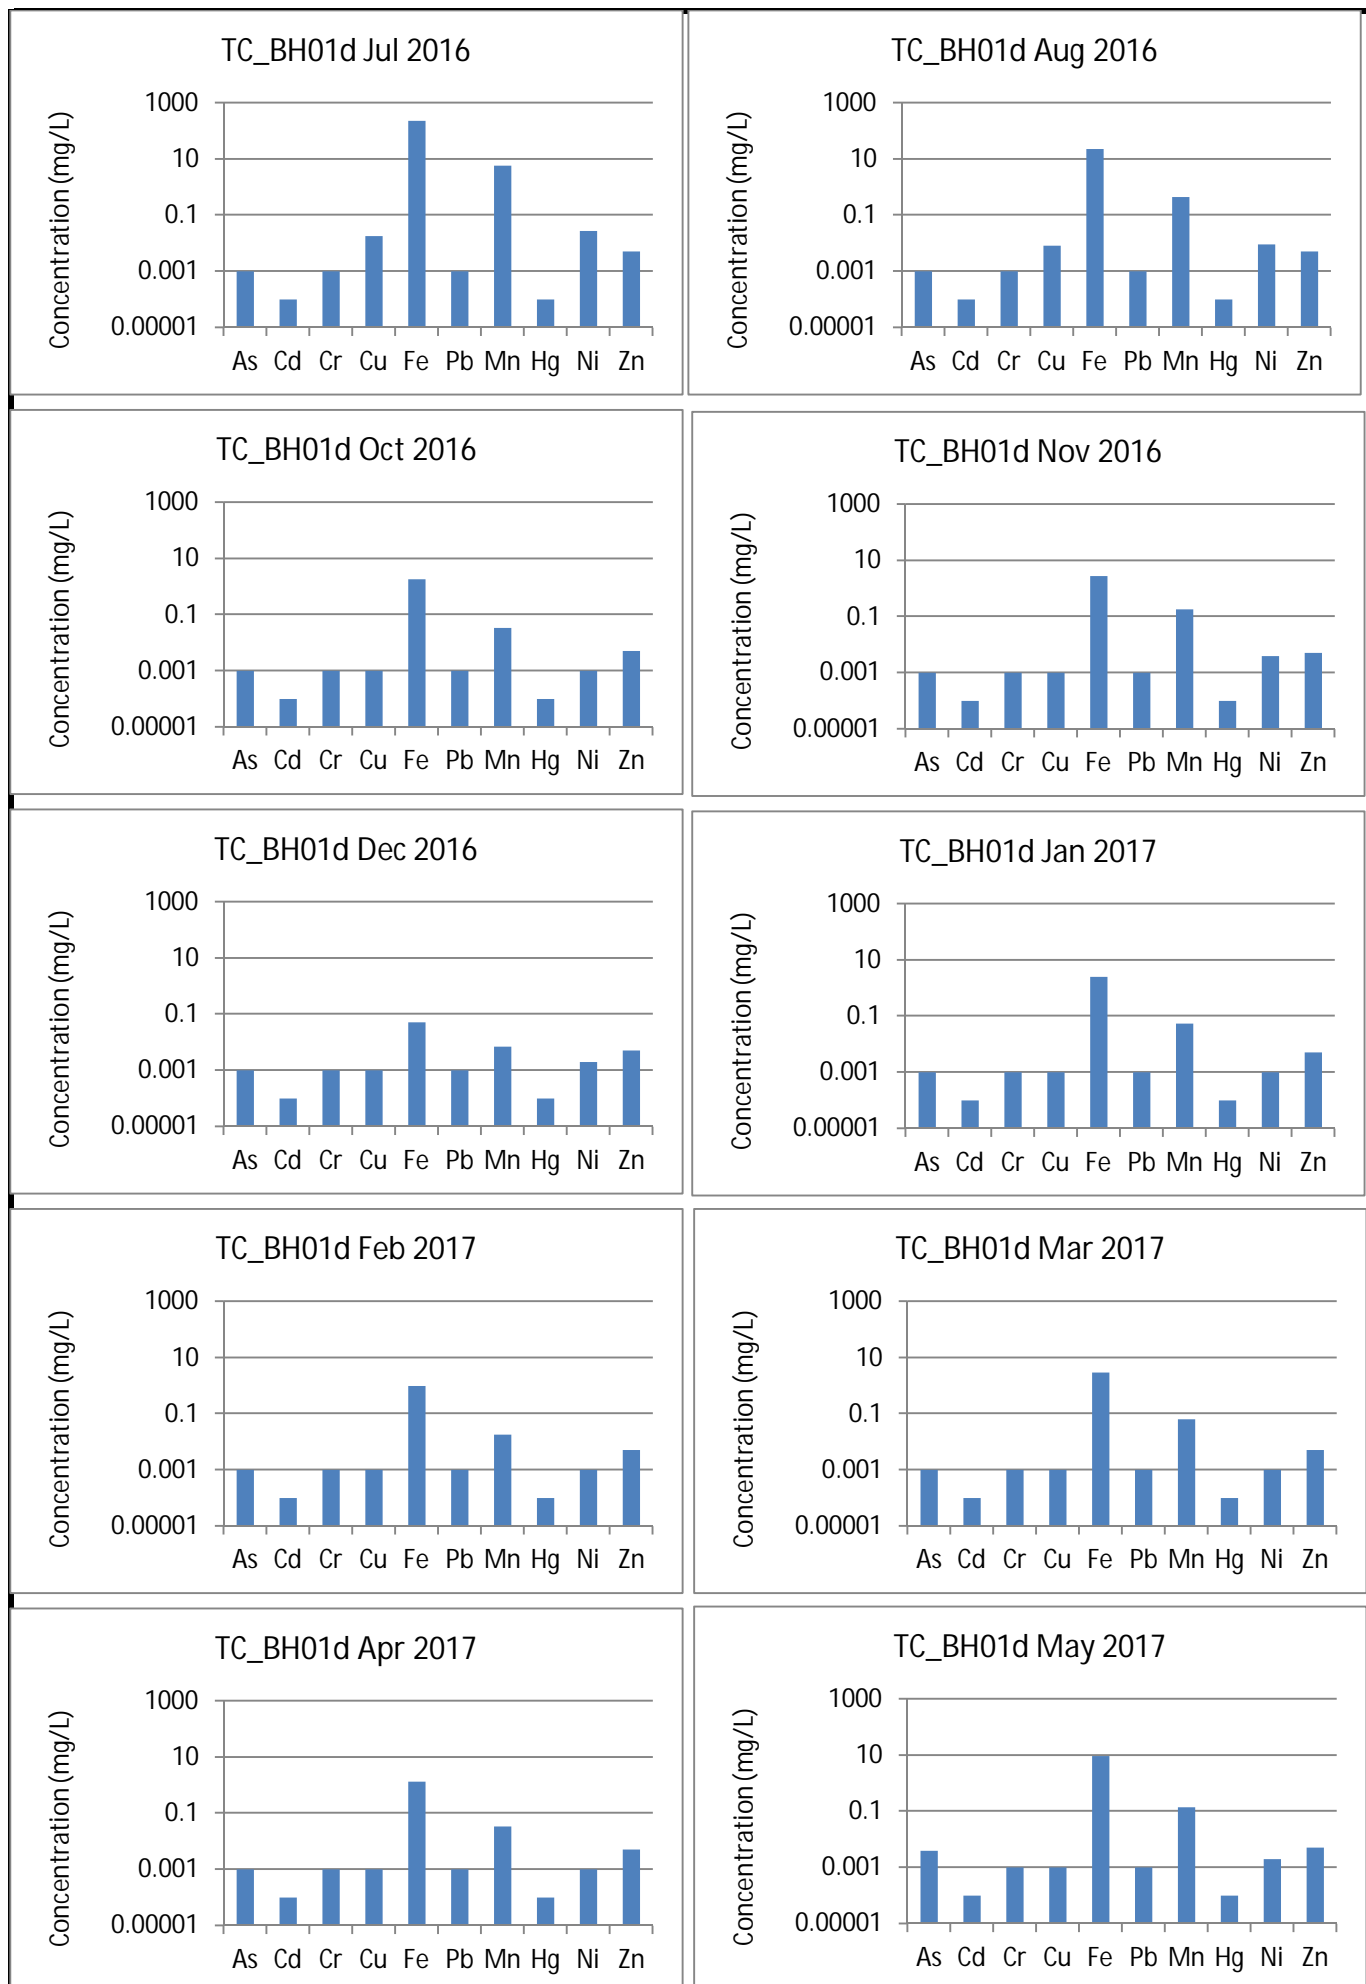 TC_BH01d Jul 2016
Concentration (mg/L)
1000
10
0.1
0.001
0.00001
As Cd Cr Cu Fe Pb Mn Hg Ni Zn
TC_BH01d Aug 2016
Concentration (mg/L)
1000
10
0.1
0.001
0.00001
As Cd Cr Cu Fe Pb Mn Hg Ni Zn
TC_BH01d Oct 2016
Concentration (mg/L)
1000
10
0.1
0.001
0.00001
As Cd Cr Cu Fe Pb Mn Hg Ni Zn
TC_BH01d Nov 2016
Concentration (mg/L)
1000
10
0.1
0.001
0.00001
As Cd Cr Cu Fe Pb Mn Hg Ni Zn
TC_BH01d Dec 2016
Concentration (mg/L)
1000
10
0.1
0.001
0.00001
As Cd Cr Cu Fe Pb Mn Hg Ni Zn
TC_BH01d Jan 2017
Concentration (mg/L)
1000
10
0.1
0.001
0.00001
As Cd Cr Cu Fe Pb Mn Hg Ni Zn
TC_BH01d Feb 2017
Concentration (mg/L)
1000
10
0.1
0.001
0.00001
As Cd Cr Cu Fe Pb Mn Hg Ni Zn
TC_BH01d Mar 2017
Concentration (mg/L)
1000
10
0.1
0.001
0.00001
As Cd Cr Cu Fe Pb Mn Hg Ni Zn
TC_BH01d Apr 2017
Concentration (mg/L)
1000
10
0.1
0.001
0.00001
As Cd Cr Cu Fe Pb Mn Hg Ni Zn
TC_BH01d May 2017
Concentration (mg/L)
1000
10
0.1
0.001
0.00001
As Cd Cr Cu Fe Pb Mn Hg Ni Zn